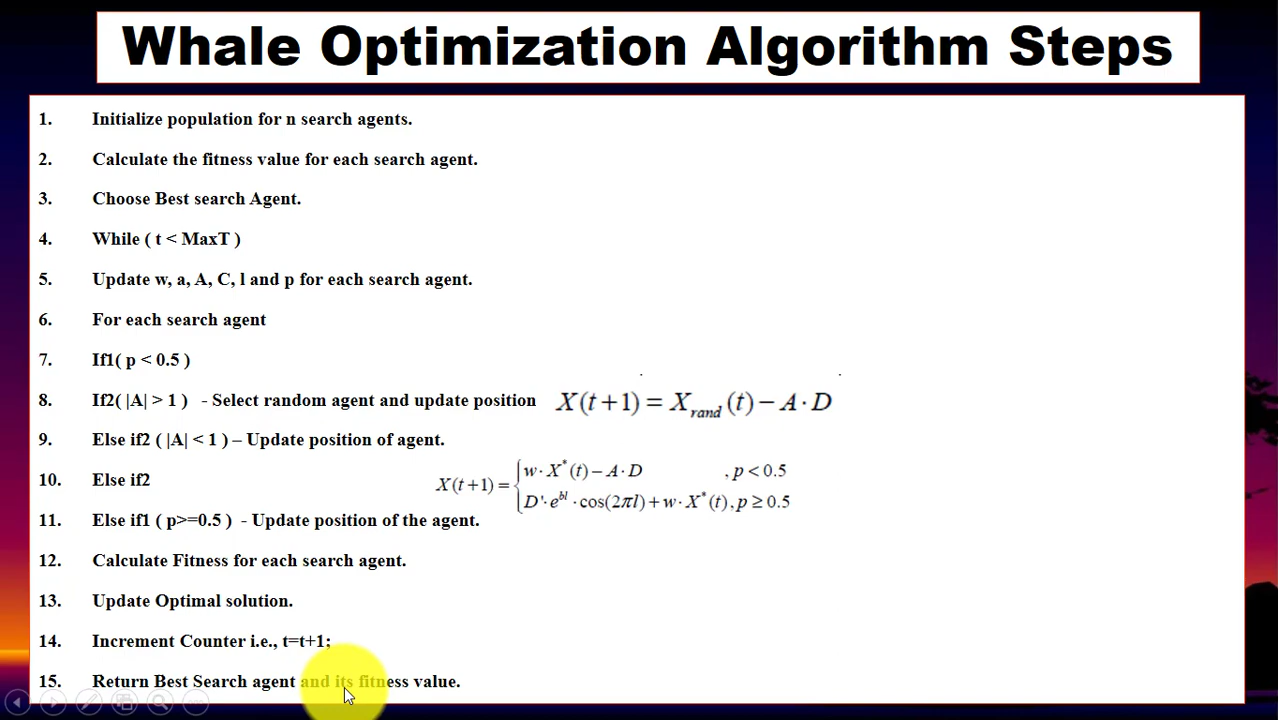 Whale Optimization Algorithm Steps
1. Initialize population for n search agents.
2. Calculate the fitness value for each search agent.
3. Choose Best search Agent.
4. While ( t < MaxT )
5. Update w, a, A, C, l and p for each search agent.
6. For each search agent
7. If1( p < 0.5 )
8. If2( |A| > 1 ) - Select random agent and update position X(t+1) = X_rand (t) − A · D
9. Else if2 ( |A| < 1 ) – Update position of agent.
10. Else if2
X(t+1) = { w · X*(t) − A · D , p < 0.5
D' · e^bl · cos(2πl) + w · X*(t), p ≥ 0.5
11. Else if1 ( p>=0.5 ) - Update position of the agent.
12. Calculate Fitness for each search agent.
13. Update Optimal solution.
14. Increment Counter i.e., t=t+1;
15. Return Best Search agent and its fitness value.